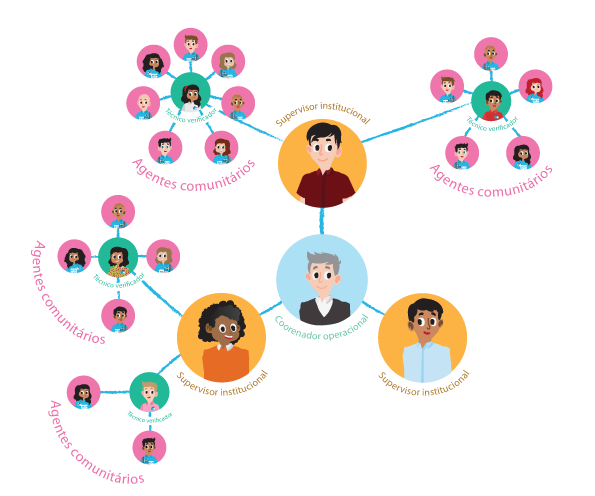 Técnico verificador
Agentes comunitários
Supervisor institucional
Técnico verificador
Agentes comunitários
Técnico verificador
Agentes comunitários
Coorenador operacional
Supervisor institucional
Supervisor institucional
Técnico verificador
Agentes comunitários